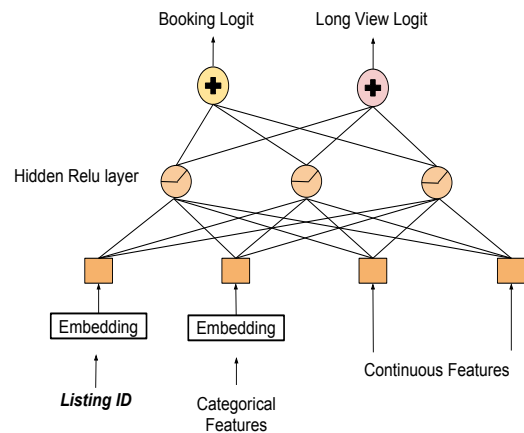 Booking Logit
Long View Logit
Hidden Relu layer
Embedding
Embedding
Listing ID
Categorical
Features
Continuous Features